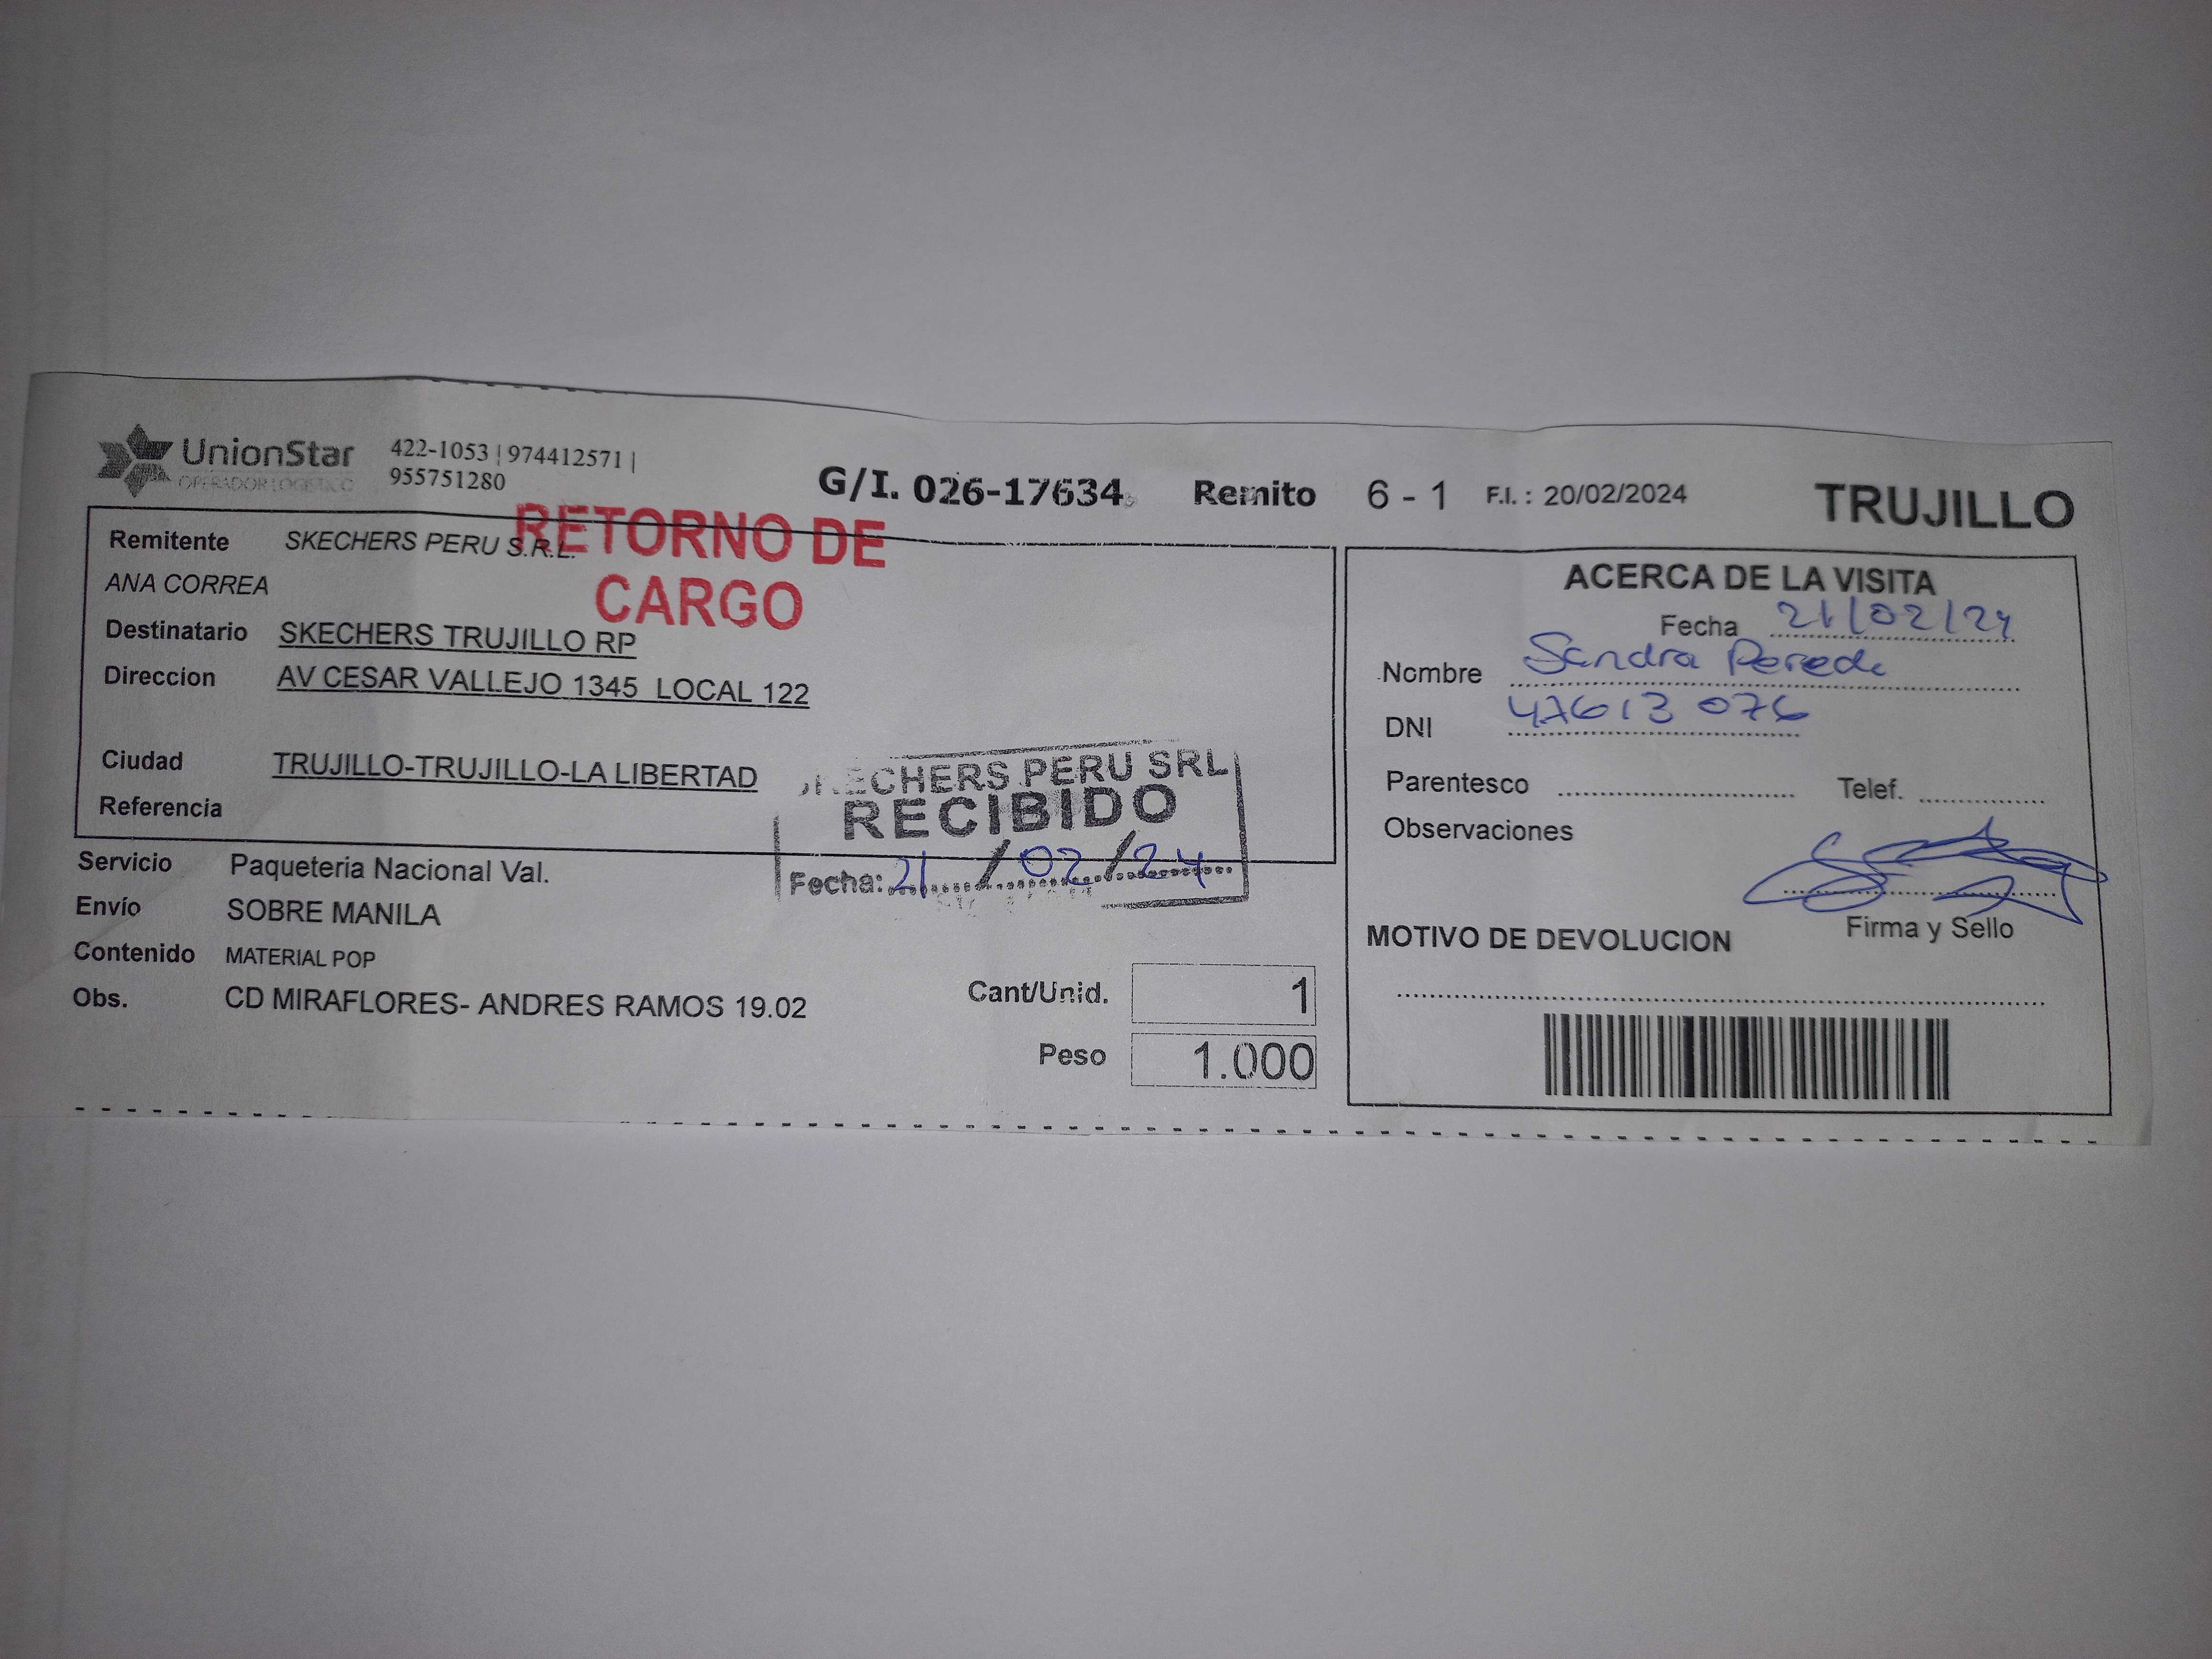 UnionStar
OPERADOR LOGISTICO
422-1053 | 974412571 |
955751280
G/I. 026-17634 Remito 6 - 1 F.I. : 20/02/2024 TRUJILLO
RETORNO DE
CARGO
Remitente SKECHERS PERU S.R.L.
ANA CORREA
Destinatario SKECHERS TRUJILLO RP
Direccion AV CESAR VALLEJO 1345 LOCAL 122
Ciudad TRUJILLO-TRUJILLO-LA LIBERTAD
Referencia
SKECHERS PERU SRL
RECIBIDO
Fecha: 21/02/24
Servicio Paqueteria Nacional Val.
Envío SOBRE MANILA
Contenido MATERIAL POP
Obs. CD MIRAFLORES- ANDRES RAMOS 19.02
Cant/Unid. 1
Peso 1.000
ACERCA DE LA VISITA
Fecha 21/02/24
Nombre Sandra
DNI 47613076
Parentesco Telef.
Observaciones
Firma y Sello
MOTIVO DE DEVOLUCION